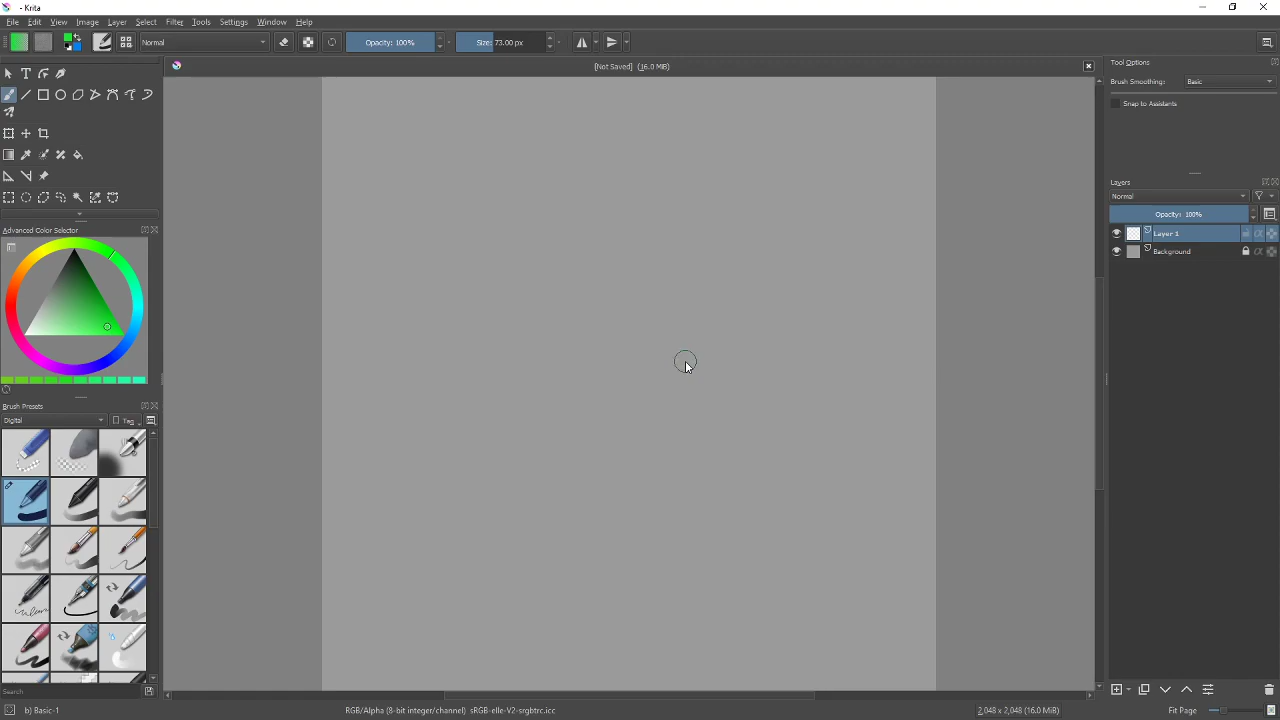 - Krita
File Edit View Image Layer Select Filter Tools Settings Window Help
Normal Opacity: 100% Size: 73.00 px
[Not Saved] (16.0 MiB)
Tool Options
Brush Smoothing: Basic
Snap to Assistants
Layers
Normal
Opacity: 100%
Layer 1
Background
Advanced Color Selector
Brush Presets
Digital Tag
Search
b) Basic-1
RGB/Alpha (8-bit integer/channel) sRGB-elle-V2-srgbtrc.icc
2,048 x 2,048 (16.0 MiB)
Fit Page